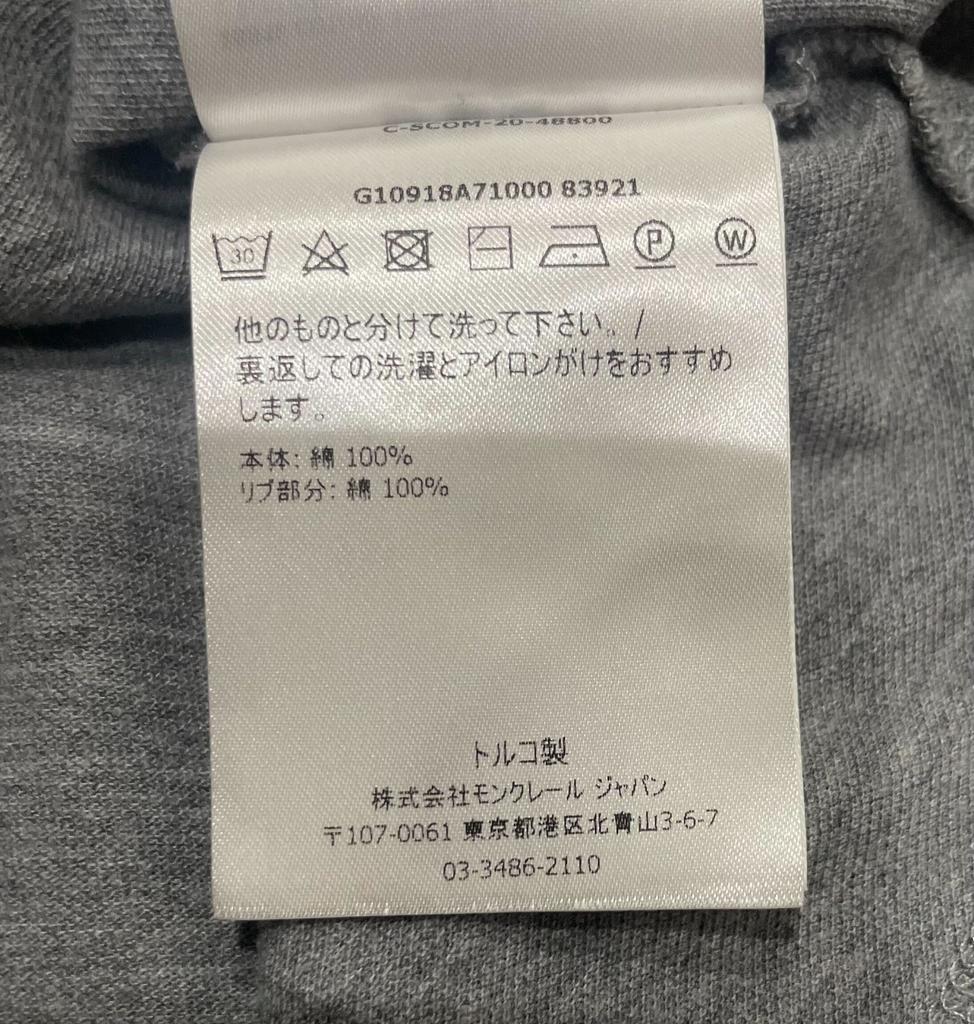 C-SCOM-20-48800
G10918A71000 83921
30 P W
他のものと分けて洗って下さい。/
裏返しての洗濯とアイロンがけをおすすめ
します。
本体: 綿 100%
リブ部分: 綿 100%
トルコ製
株式会社モンクレール ジャパン
〒107-0061 東京都港区北青山3-6-7
03-3486-2110